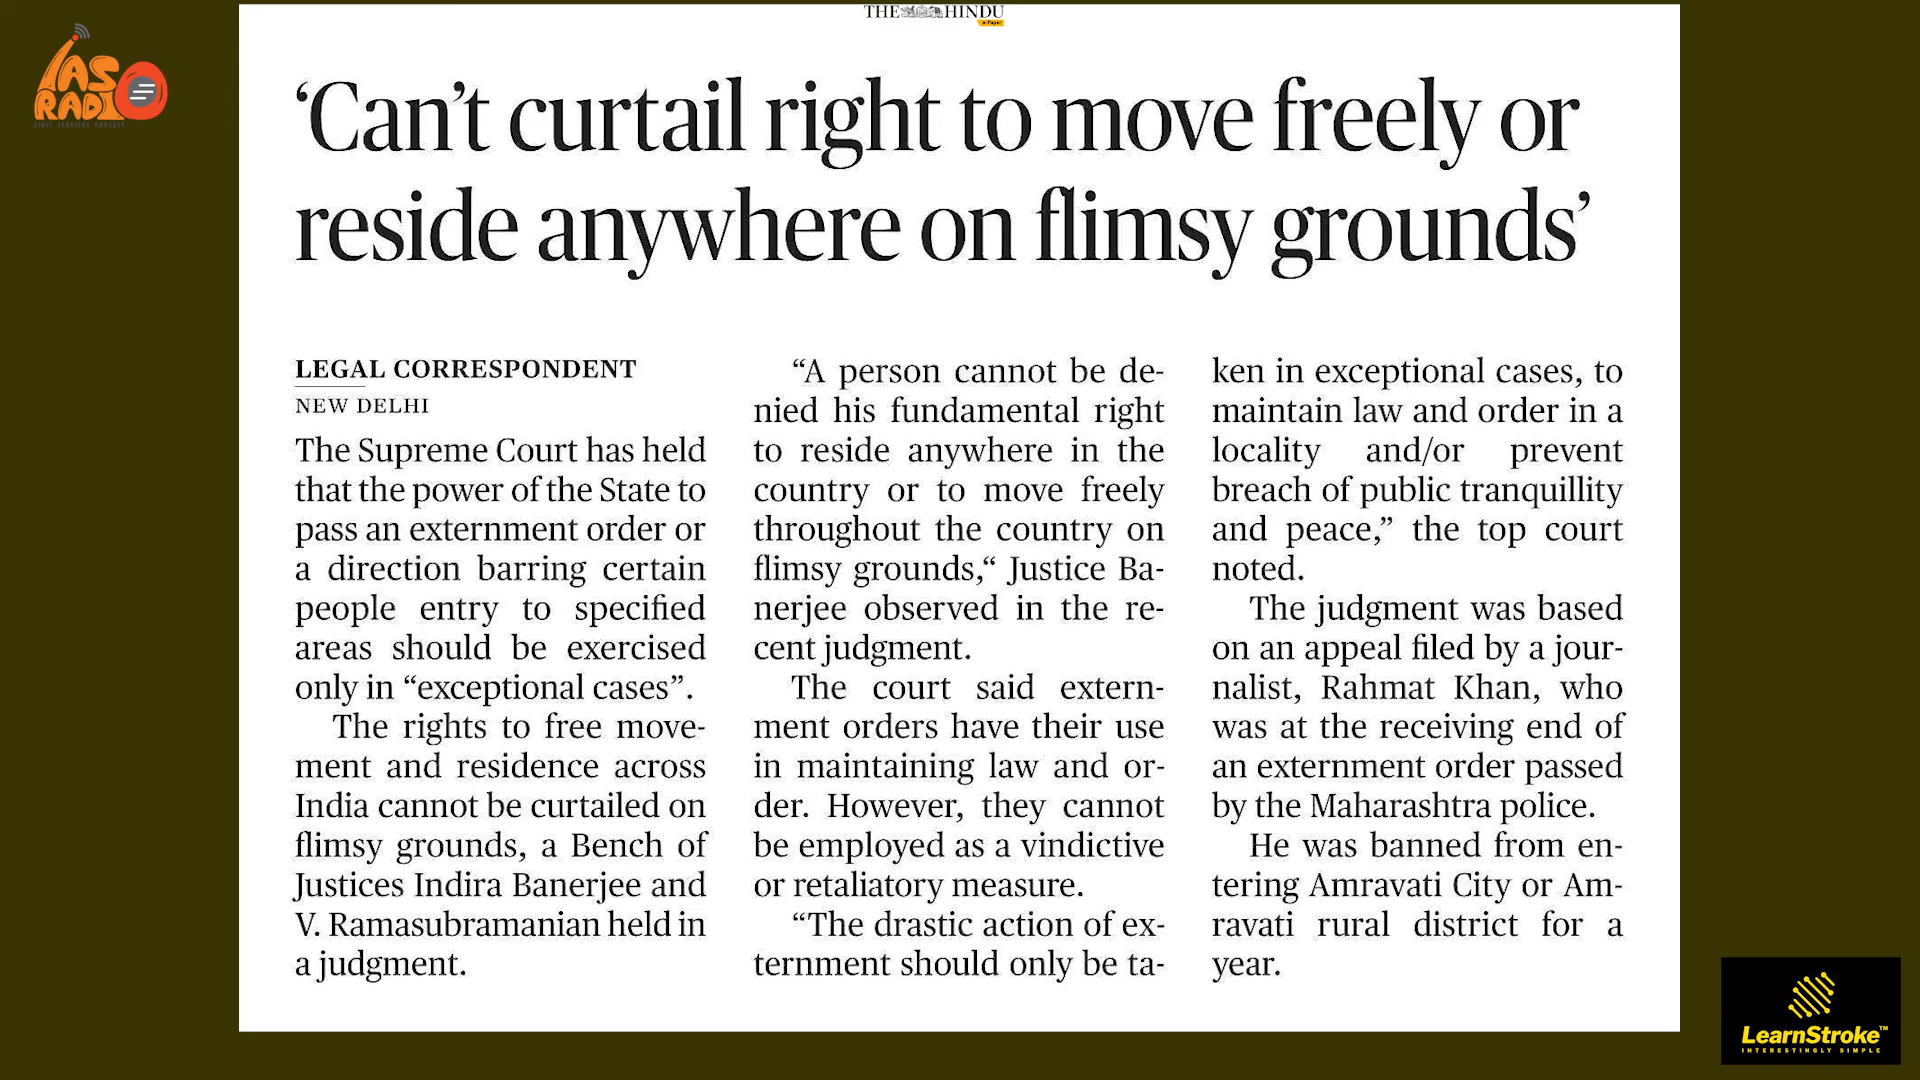 THE HINDU
e-Paper
IAS
RADIO
CIVIL SERVICES PODCAST
‘Can’t curtail right to move freely or
reside anywhere on flimsy grounds’
LEGAL CORRESPONDENT
NEW DELHI
The Supreme Court has held
that the power of the State to
pass an externment order or
a direction barring certain
people entry to specified
areas should be exercised
only in “exceptional cases”.
The rights to free move-
ment and residence across
India cannot be curtailed on
flimsy grounds, a Bench of
Justices Indira Banerjee and
V. Ramasubramanian held in
a judgment.
“A person cannot be de-
nied his fundamental right
to reside anywhere in the
country or to move freely
throughout the country on
flimsy grounds,“ Justice Ba-
nerjee observed in the re-
cent judgment.
The court said extern-
ment orders have their use
in maintaining law and or-
der. However, they cannot
be employed as a vindictive
or retaliatory measure.
“The drastic action of ex-
ternment should only be ta-
ken in exceptional cases, to
maintain law and order in a
locality and/or prevent
breach of public tranquillity
and peace,” the top court
noted.
The judgment was based
on an appeal filed by a jour-
nalist, Rahmat Khan, who
was at the receiving end of
an externment order passed
by the Maharashtra police.
He was banned from en-
tering Amravati City or Am-
ravati rural district for a
year.
LearnStroke™
INTERESTINGLY SIMPLE